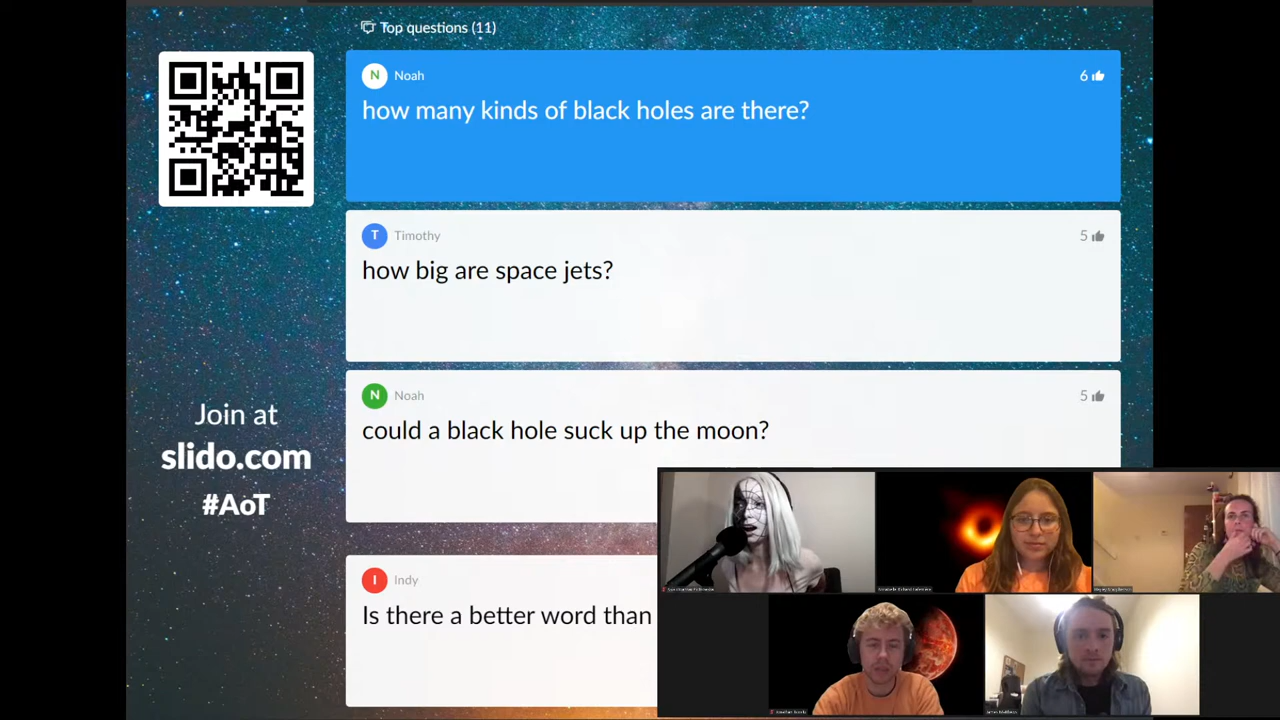 Top questions (11)
N Noah 6
how many kinds of black holes are there?
T Timothy 5
how big are space jets?
N Noah 5
could a black hole suck up the moon?
I Indy
Is there a better word than
Join at
slido.com
#AoT